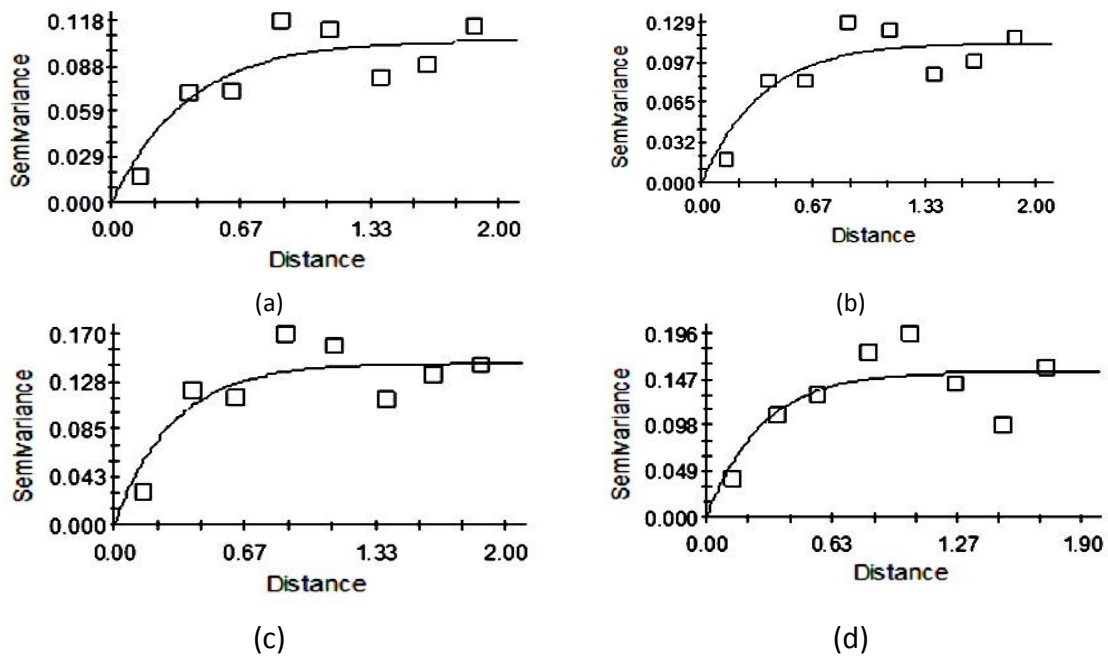 0.118
0.088
0.059
0.029
0.000
Semivariance
0.00 0.67 1.33 2.00
Distance
(a)
0.129
0.097
0.065
0.032
0.000
Semivariance
0.00 0.67 1.33 2.00
Distance
(b)
0.170
0.128
0.085
0.043
0.000
Semivariance
0.00 0.67 1.33 2.00
Distance
(c)
0.196
0.147
0.098
0.049
0.000
Semivariance
0.00 0.63 1.27 1.90
Distance
(d)